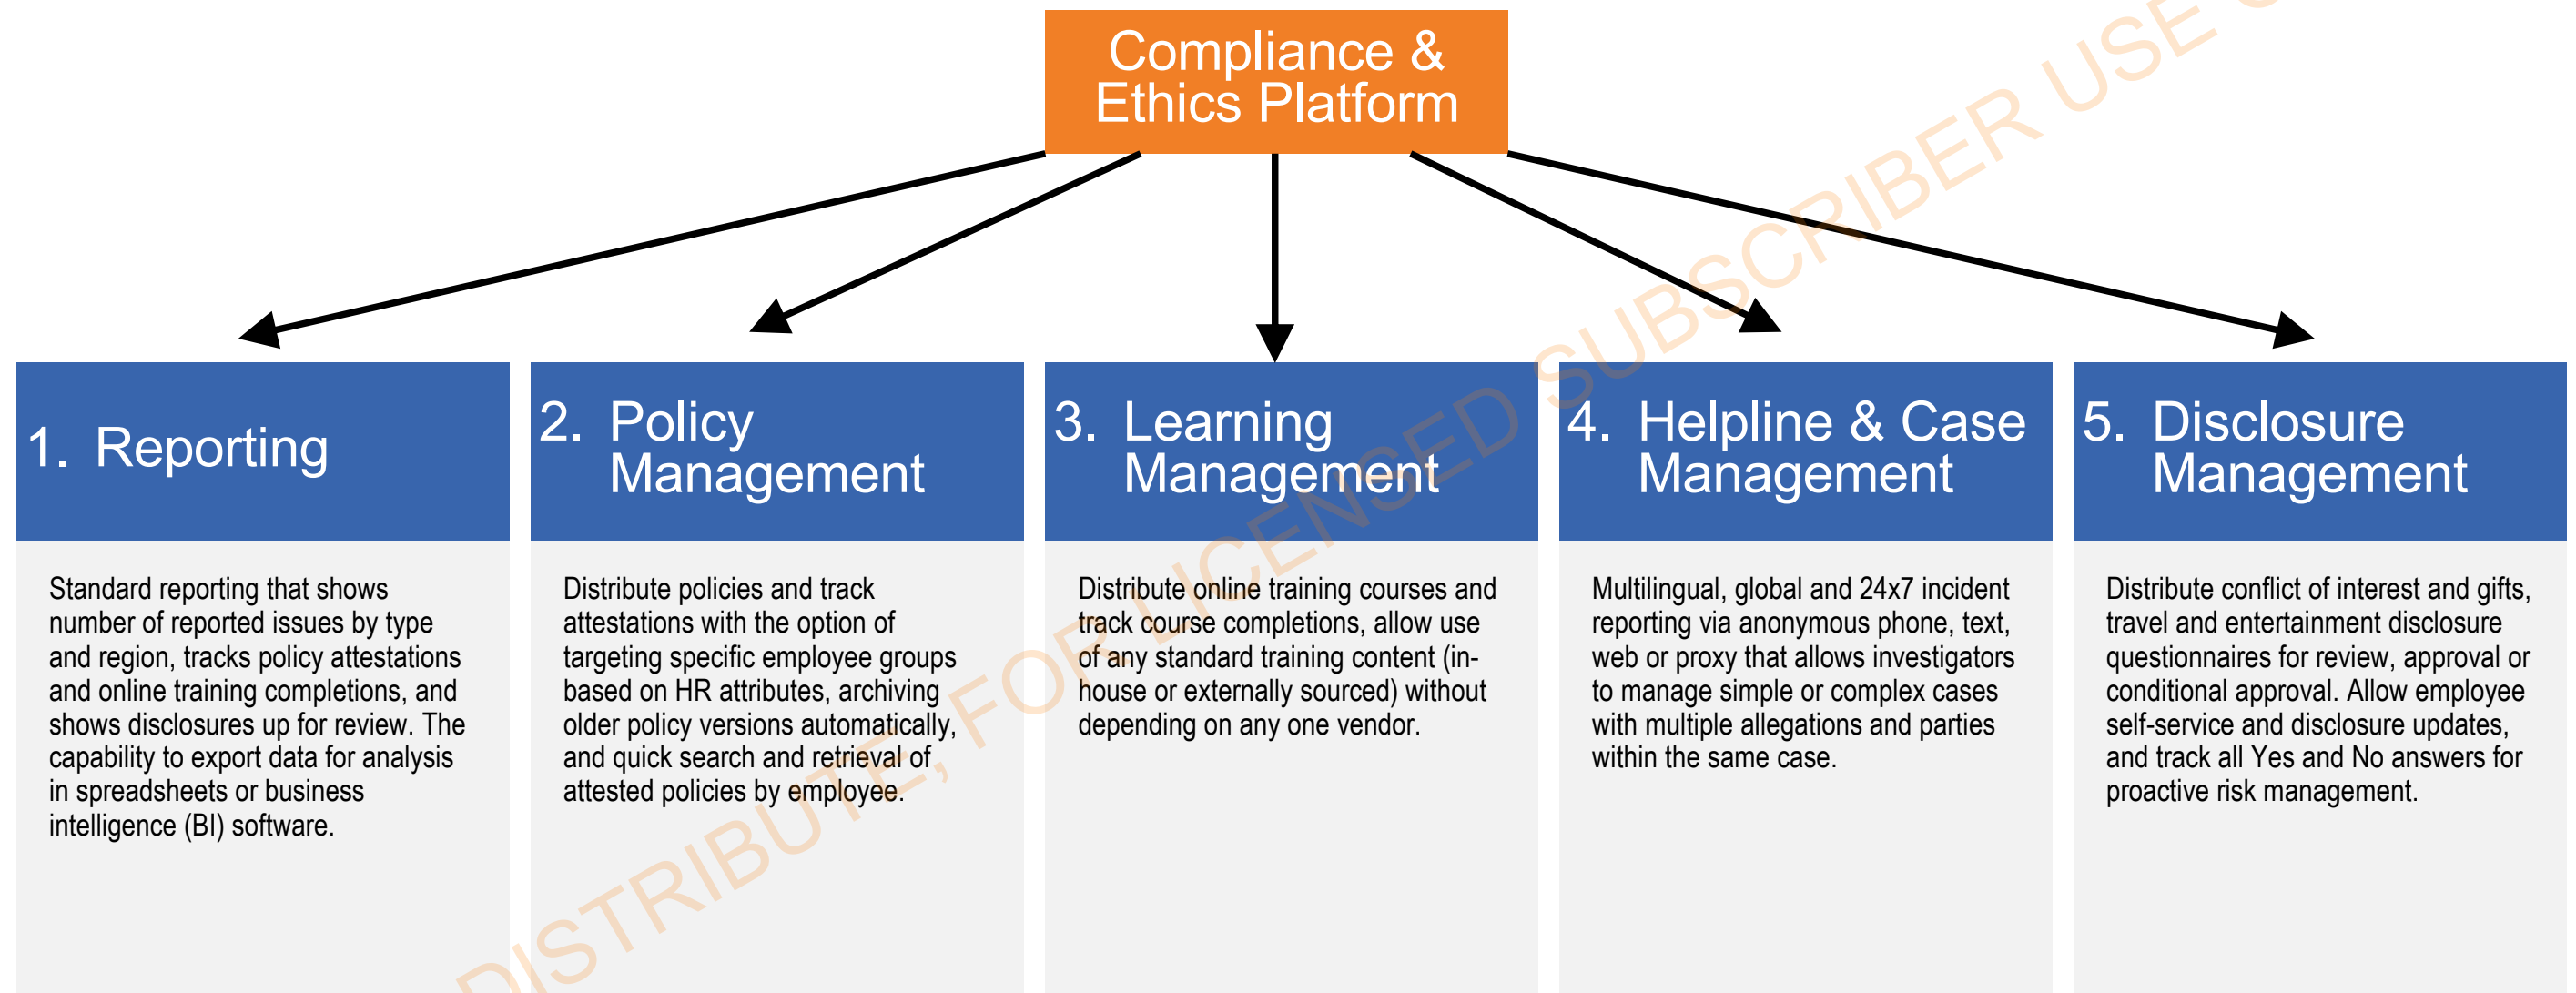 Compliance &
Ethics Platform
1. Reporting
Standard reporting that shows
number of reported issues by type
and region, tracks policy attestations
and online training completions, and
shows disclosures up for review. The
capability to export data for analysis
in spreadsheets or business
intelligence (BI) software.
2. Policy
Management
Distribute policies and track
attestations with the option of
targeting specific employee groups
based on HR attributes, archiving
older policy versions automatically,
and quick search and retrieval of
attested policies by employee.
3. Learning
Management
Distribute online training courses and
track course completions, allow use
of any standard training content (in-
house or externally sourced) without
depending on any one vendor.
4. Helpline & Case
Management
Multilingual, global and 24x7 incident
reporting via anonymous phone, text,
web or proxy that allows investigators
to manage simple or complex cases
with multiple allegations and parties
within the same case.
5. Disclosure
Management
Distribute conflict of interest and gifts,
travel and entertainment disclosure
questionnaires for review, approval or
conditional approval. Allow employee
self-service and disclosure updates,
and track all Yes and No answers for
proactive risk management.
DISTRIBUTE, FOR LICENSED SUBSCRIBER USE